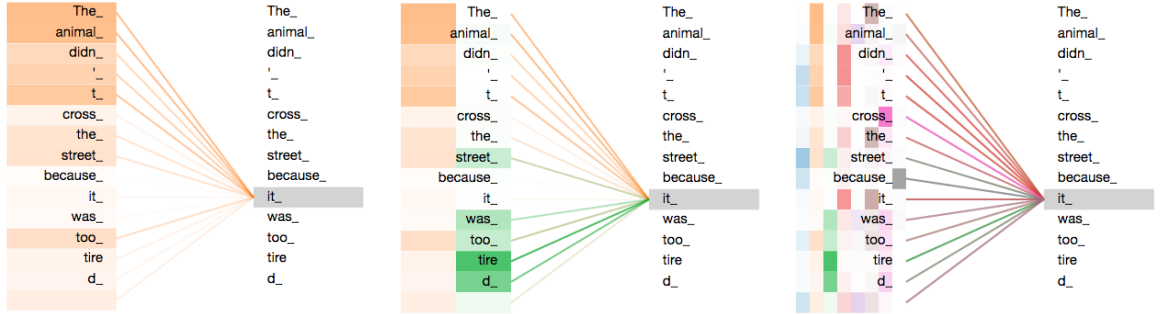 The_ The_ The_ The_ The_ The_
animal_ animal_ animal_ animal_ animal_ animal_
didn_ didn_ didn_ didn_ didn_ didn_
'_ '_ '_ '_ '_ '_
t_ t_ t_ t_ t_ t_
cross_ cross_ cross_ cross_ cross_ cross_
the_ the_ the_ the_ the_ the_
street_ street_ street_ street_ street_ street_
because_ because_ because_ because_ because_ because_
it_ it_ it_ it_ it_ it_
was_ was_ was_ was_ was_ was_
too_ too_ too_ too_ too_ too_
tire tire tire tire tire tire
d_ d_ d_ d_ d_ d_